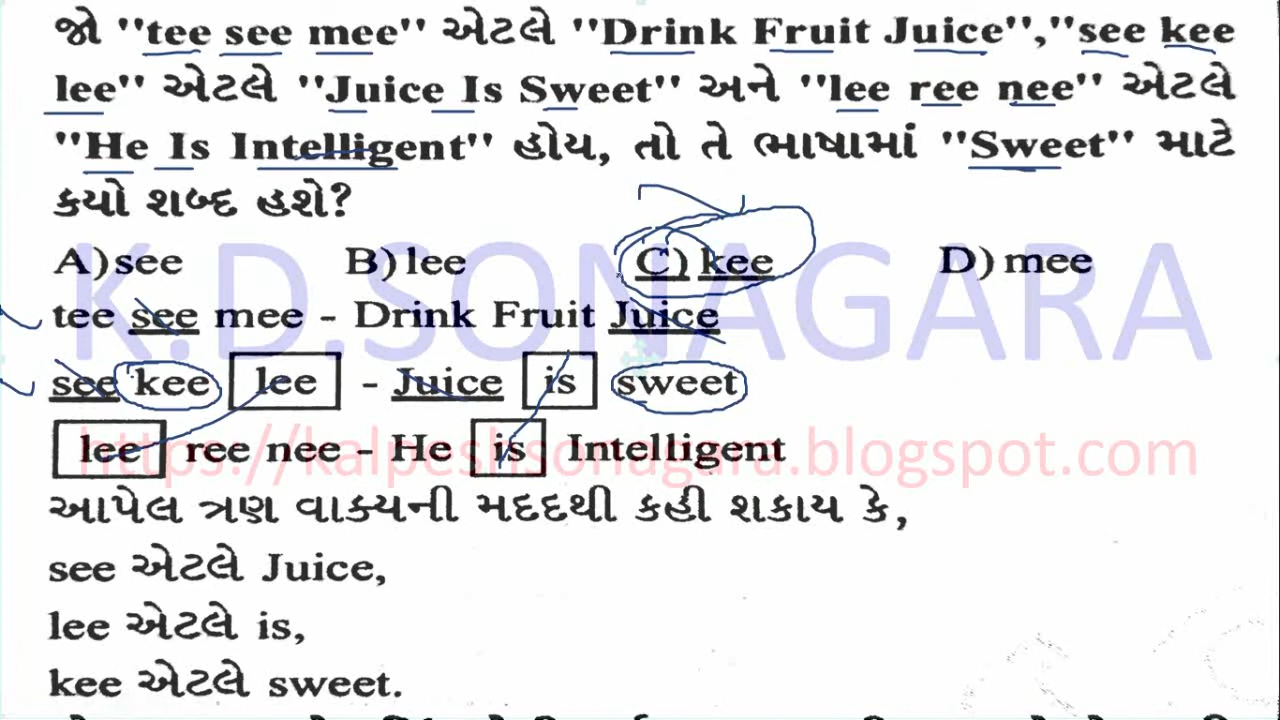 જો "tee see mee" એટલે "Drink Fruit Juice","see kee
lee" એટલે "Juice Is Sweet" અને "lee ree nee" એટલે
"He Is Intelligent" હોય, તો તે ભાષામાં "Sweet" માટે
કયો શબ્દ હશે?
A)see B)lee C)kee D)mee
K.D.SONAGARA
tee see mee - Drink Fruit Juice
see kee lee - Juice is sweet
lee ree nee - He is Intelligent
https://kalpeshsonagara.blogspot.com
આપેલ ત્રણ વાક્યની મદદથી કહી શકાય કે,
see એટલે Juice,
lee એટલે is,
kee એટલે sweet.